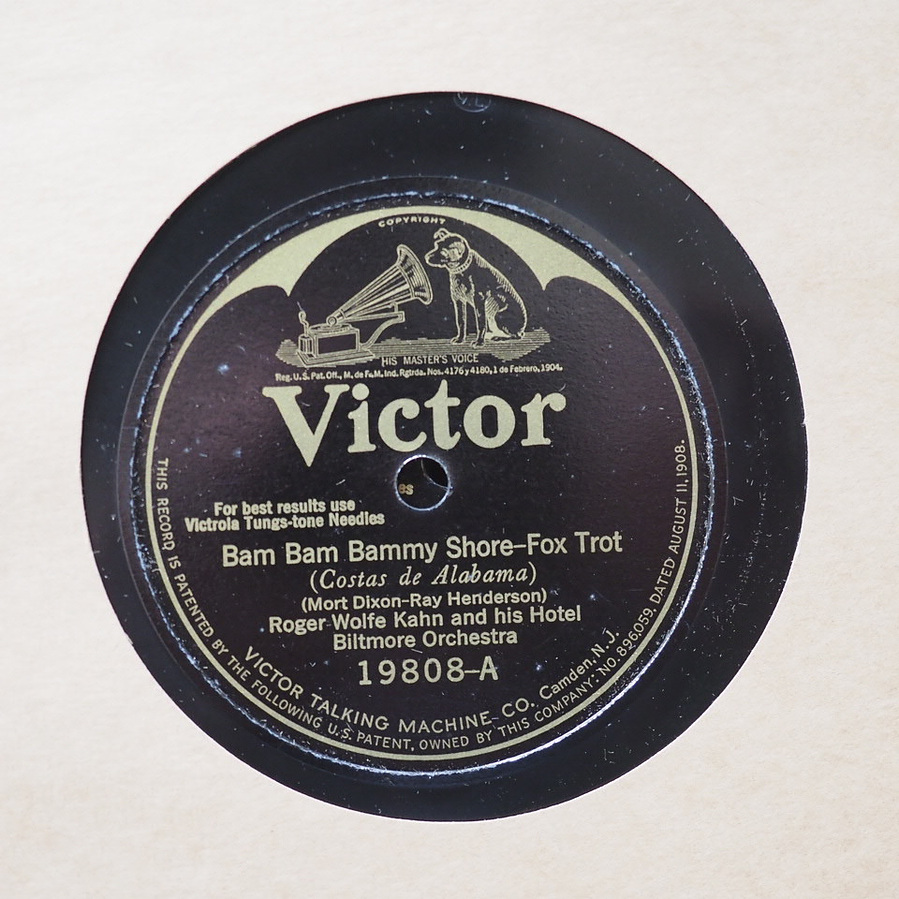 COPYRIGHT
HIS MASTER'S VOICE
Reg. U.S. Pat. Off., M. de F. M. Ind. Rgtrda. Nos. 4176 y 4180, 1 de Febrero, 1904.
Victor
For best results use
Victrola Tungs-tone Needles
Bam Bam Bammy Shore–Fox Trot
(Costas de Alabama)
(Mort Dixon–Ray Henderson)
Roger Wolfe Kahn and his Hotel
Biltmore Orchestra
19808–A
VICTOR TALKING MACHINE CO. Camden, N.J.
THIS RECORD IS PATENTED BY THE FOLLOWING U.S. PATENT, OWNED BY THIS COMPANY: NO. 896,059, DATED AUGUST 11, 1908.